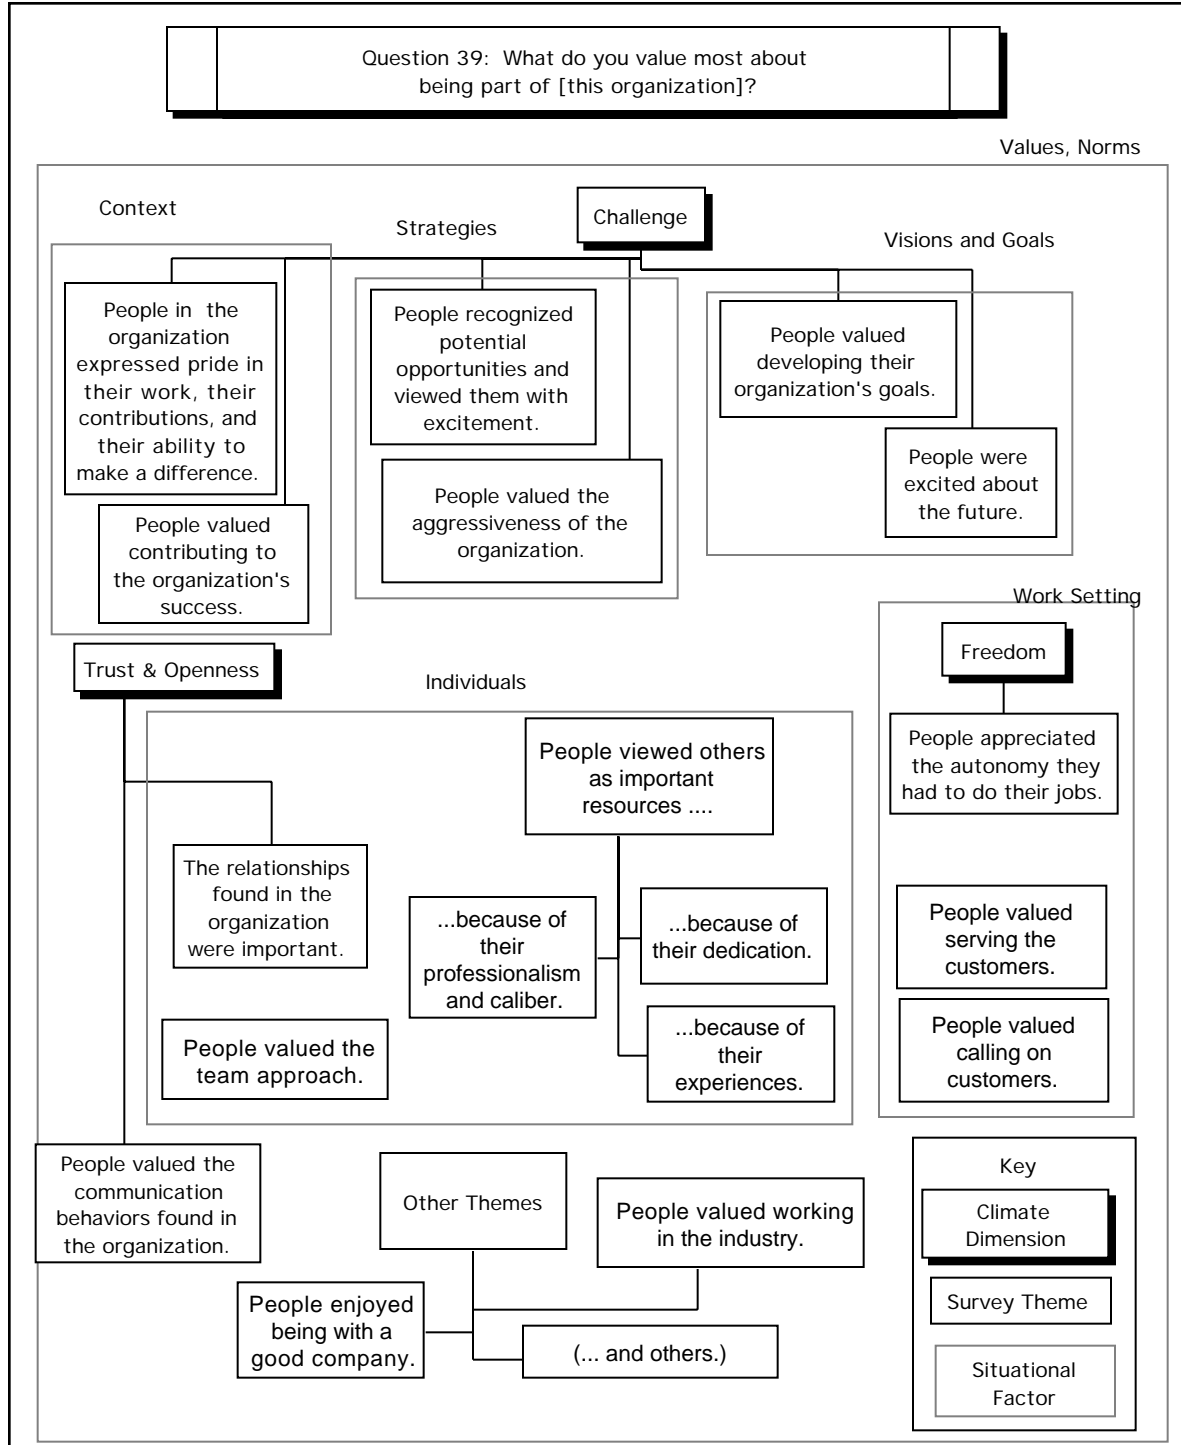 Question 39: What do you value most about
being part of [this organization]?
Values, Norms
Context
Strategies
Challenge
Visions and Goals
People in the
organization
expressed pride in
their work, their
contributions, and
their ability to
make a difference.
People valued
contributing to
the organization's
success.
People recognized
potential
opportunities and
viewed them with
excitement.
People valued the
aggressiveness of the
organization.
People valued
developing their
organization's goals.
People were
excited about
the future.
Work Setting
Trust & Openness
Individuals
Freedom
People appreciated
the autonomy they
had to do their jobs.
People viewed others
as important
resources ....
The relationships
found in the
organization
were important.
...because of
their
professionalism
and caliber.
...because of
their dedication.
...because of
their
experiences.
People valued the
team approach.
People valued
serving the
customers.
People valued
calling on
customers.
People valued the
communication
behaviors found in
the organization.
Other Themes
People valued working
in the industry.
People enjoyed
being with a
good company.
(... and others.)
Key
Climate
Dimension
Survey Theme
Situational
Factor